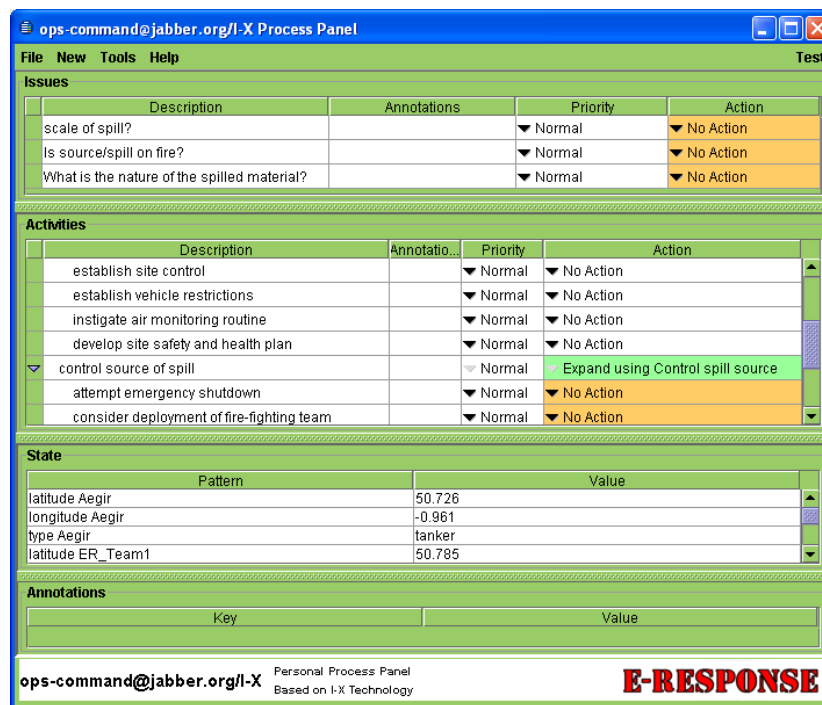 ops-command@jabber.org/I-X Process Panel
File New Tools Help Test
Issues
Description Annotations Priority Action
scale of spill? Normal No Action
Is source/spill on fire? Normal No Action
What is the nature of the spilled material? Normal No Action
Activities
Description Annotatio... Priority Action
establish site control Normal No Action
establish vehicle restrictions Normal No Action
instigate air monitoring routine Normal No Action
develop site safety and health plan Normal No Action
control source of spill Normal Expand using Control spill source
attempt emergency shutdown Normal No Action
consider deployment of fire-fighting team Normal No Action
State
Pattern Value
latitude Aegir 50.726
longitude Aegir -0.961
type Aegir tanker
latitude ER_Team1 50.785
Annotations
Key Value
ops-command@jabber.org/I-X Personal Process Panel E-RESPONSE
Based on I-X Technology